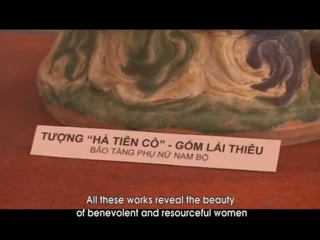 TƯỢNG “HÀ TIÊN CÔ” - GỐM LÁI THIÊU
BẢO TÀNG PHỤ NỮ NAM BỘ
All these works reveal the beauty
of benevolent and resourceful women